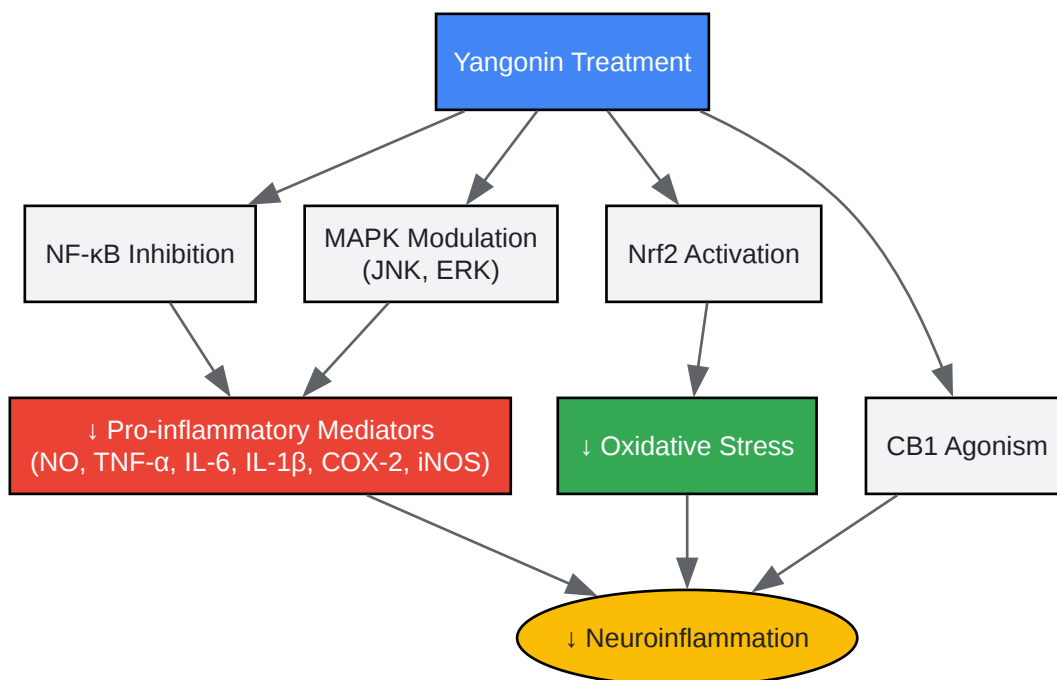 Yangonin Treatment
NF-κB Inhibition
MAPK Modulation
(JNK, ERK)
Nrf2 Activation
↓ Pro-inflammatory Mediators
(NO, TNF-α, IL-6, IL-1β, COX-2, iNOS)
↓ Oxidative Stress
CB1 Agonism
↓ Neuroinflammation